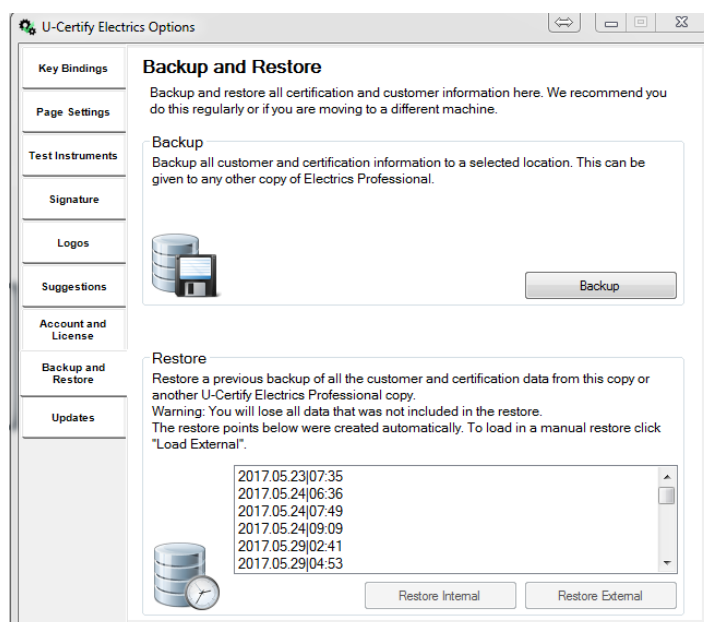 U-Certify Electrics Options
Key Bindings
Page Settings
Test Instruments
Signature
Logos
Suggestions
Account and
License
Backup and
Restore
Updates
Backup and Restore
Backup and restore all certification and customer information here. We recommend you
do this regularly or if you are moving to a different machine.
Backup
Backup all customer and certification information to a selected location. This can be
given to any other copy of Electrics Professional.
Backup
Restore
Restore a previous backup of all the customer and certification data from this copy or
another U-Certify Electrics Professional copy.
Warning: You will lose all data that was not included in the restore.
The restore points below were created automatically. To load in a manual restore click
"Load External".
2017.05.23|07:35
2017.05.24|06:36
2017.05.24|07:49
2017.05.24|09:09
2017.05.29|02:41
2017.05.29|04:53
Restore Internal
Restore External